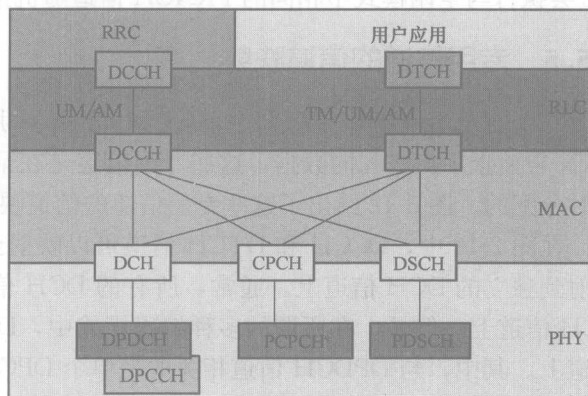 RRC
用户应用
DCCH
DTCH
UM/AM
TM/UM/AM
RLC
DCCH
DTCH
MAC
DCH
CPCH
DSCH
DPDCH
PCPCH
PDSCH
PHY
DPCCH